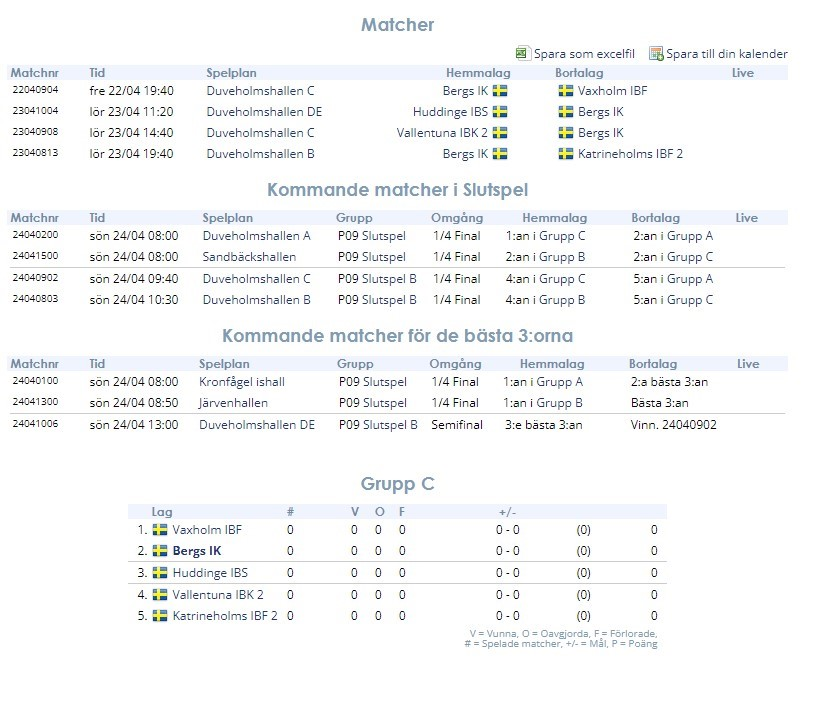 Matcher
Spara som excelfil Spara till din kalender
Matchnr Tid Spelplan Hemmalag Bortalag Live
22040904 fre 22/04 19:40 Duveholmshallen C Bergs IK Vaxholm IBF
23041004 lör 23/04 11:20 Duveholmshallen DE Huddinge IBS Bergs IK
23040908 lör 23/04 14:40 Duveholmshallen C Vallentuna IBK 2 Bergs IK
23040813 lör 23/04 19:40 Duveholmshallen B Bergs IK Katrineholms IBF 2
Kommande matcher i Slutspel
Matchnr Tid Spelplan Grupp Omgång Hemmalag Bortalag Live
24040200 sön 24/04 08:00 Duveholmshallen A P09 Slutspel 1/4 Final 1:an i Grupp C 2:an i Grupp A
24041500 sön 24/04 08:00 Sandbäckshallen P09 Slutspel 1/4 Final 2:an i Grupp B 2:an i Grupp C
24040902 sön 24/04 09:40 Duveholmshallen C P09 Slutspel B 1/4 Final 4:an i Grupp C 5:an i Grupp A
24040803 sön 24/04 10:30 Duveholmshallen B P09 Slutspel B 1/4 Final 4:an i Grupp B 5:an i Grupp C
Kommande matcher för de bästa 3:orna
Matchnr Tid Spelplan Grupp Omgång Hemmalag Bortalag Live
24040100 sön 24/04 08:00 Kronfågel ishall P09 Slutspel 1/4 Final 1:an i Grupp A 2:a bästa 3:an
24041300 sön 24/04 08:50 Järvenhallen P09 Slutspel 1/4 Final 1:an i Grupp B Bästa 3:an
24041006 sön 24/04 13:00 Duveholmshallen DE P09 Slutspel B Semifinal 3:e bästa 3:an Vinn. 24040902
Grupp C
Lag # V O F +/-
1. Vaxholm IBF 0 0 0 0 0 - 0 (0) 0
2. Bergs IK 0 0 0 0 0 - 0 (0) 0
3. Huddinge IBS 0 0 0 0 0 - 0 (0) 0
4. Vallentuna IBK 2 0 0 0 0 0 - 0 (0) 0
5. Katrineholms IBF 2 0 0 0 0 0 - 0 (0) 0
V = Vunna, O = Oavgjorda, F = Förlorade,
# = Spelade matcher, +/- = Mål, P = Poäng